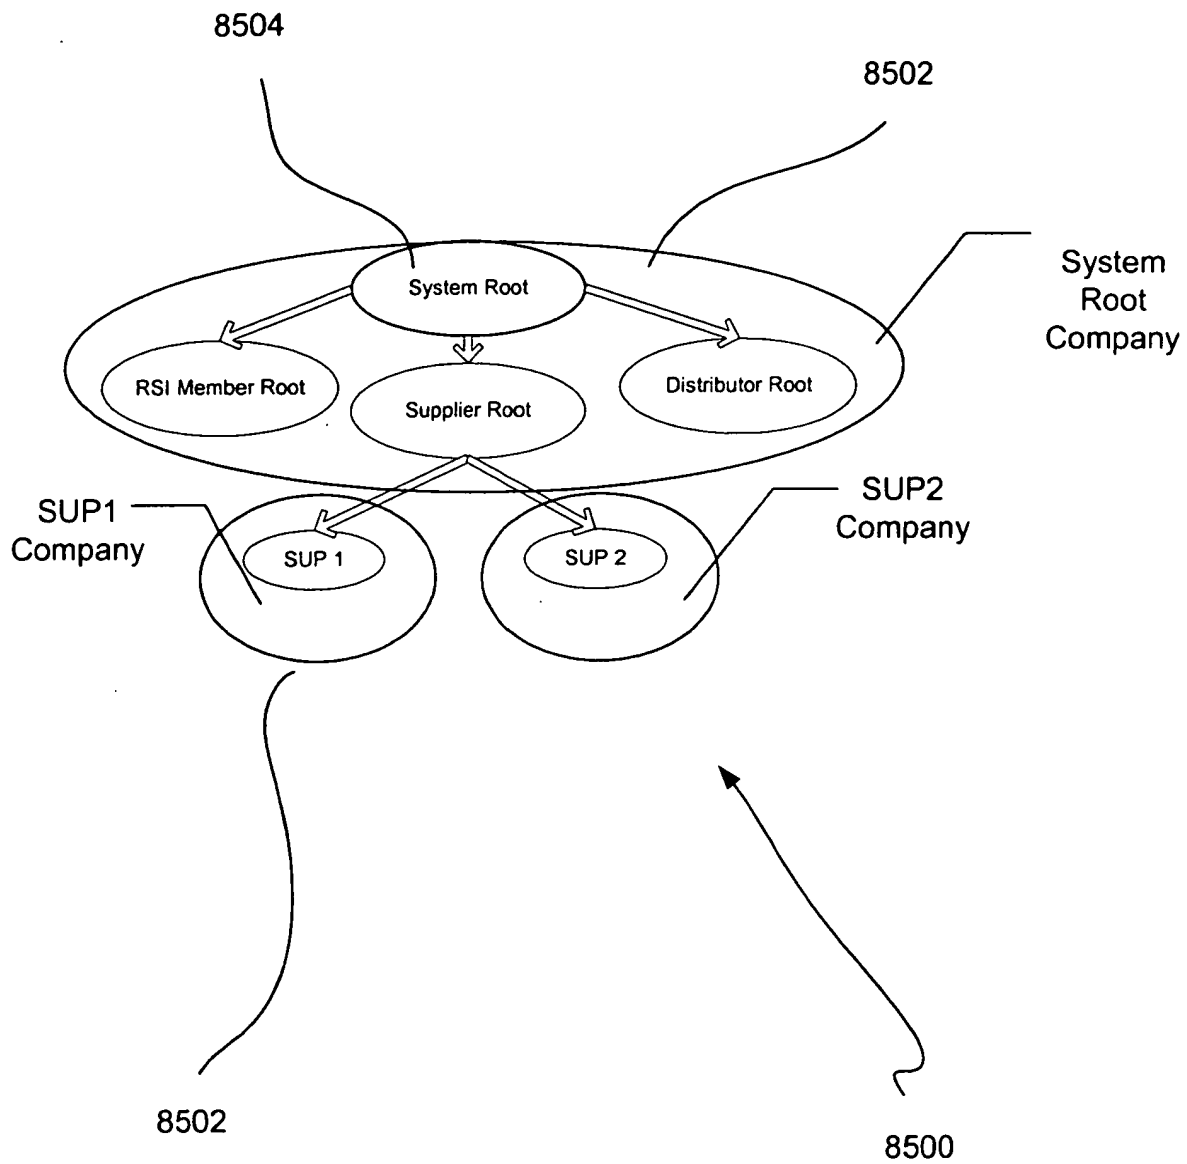 8504
8502
System Root
System
Root
Company
RSI Member Root
Supplier Root
Distributor Root
SUP1
Company
SUP2
Company
SUP 1
SUP 2
8502
8500